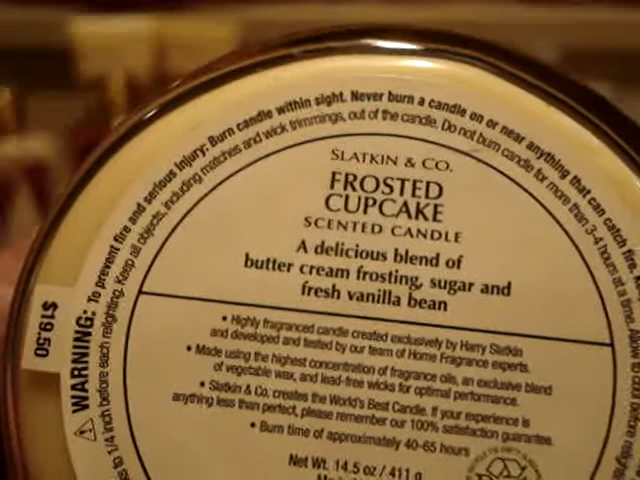 SLATKIN & CO.
FROSTED
CUPCAKE
SCENTED CANDLE
A delicious blend of
butter cream frosting, sugar and
fresh vanilla bean
• Highly fragranced candle created exclusively by Harry Slatkin
and developed and tested by our team of Home Fragrance experts.
• Made using the highest concentration of fragrance oils, an exclusive blend
of vegetable wax, and lead-free wicks for optimal performance.
• Slatkin & Co. creates the World's Best Candle. If your experience is
anything less than perfect, please remember our 100% satisfaction guarantee.
• Burn time of approximately 40-65 hours
Net Wt. 14.5 oz / 411 g
WARNING: To prevent fire and serious injury: Burn candle within sight. Never burn a candle on or near anything that can catch fire.
to 1/4 inch before each relighting. Keep all objects, including matches and wick trimmings, out of the candle. Do not burn candle for more than 3-4 hours at a time.
$19.50